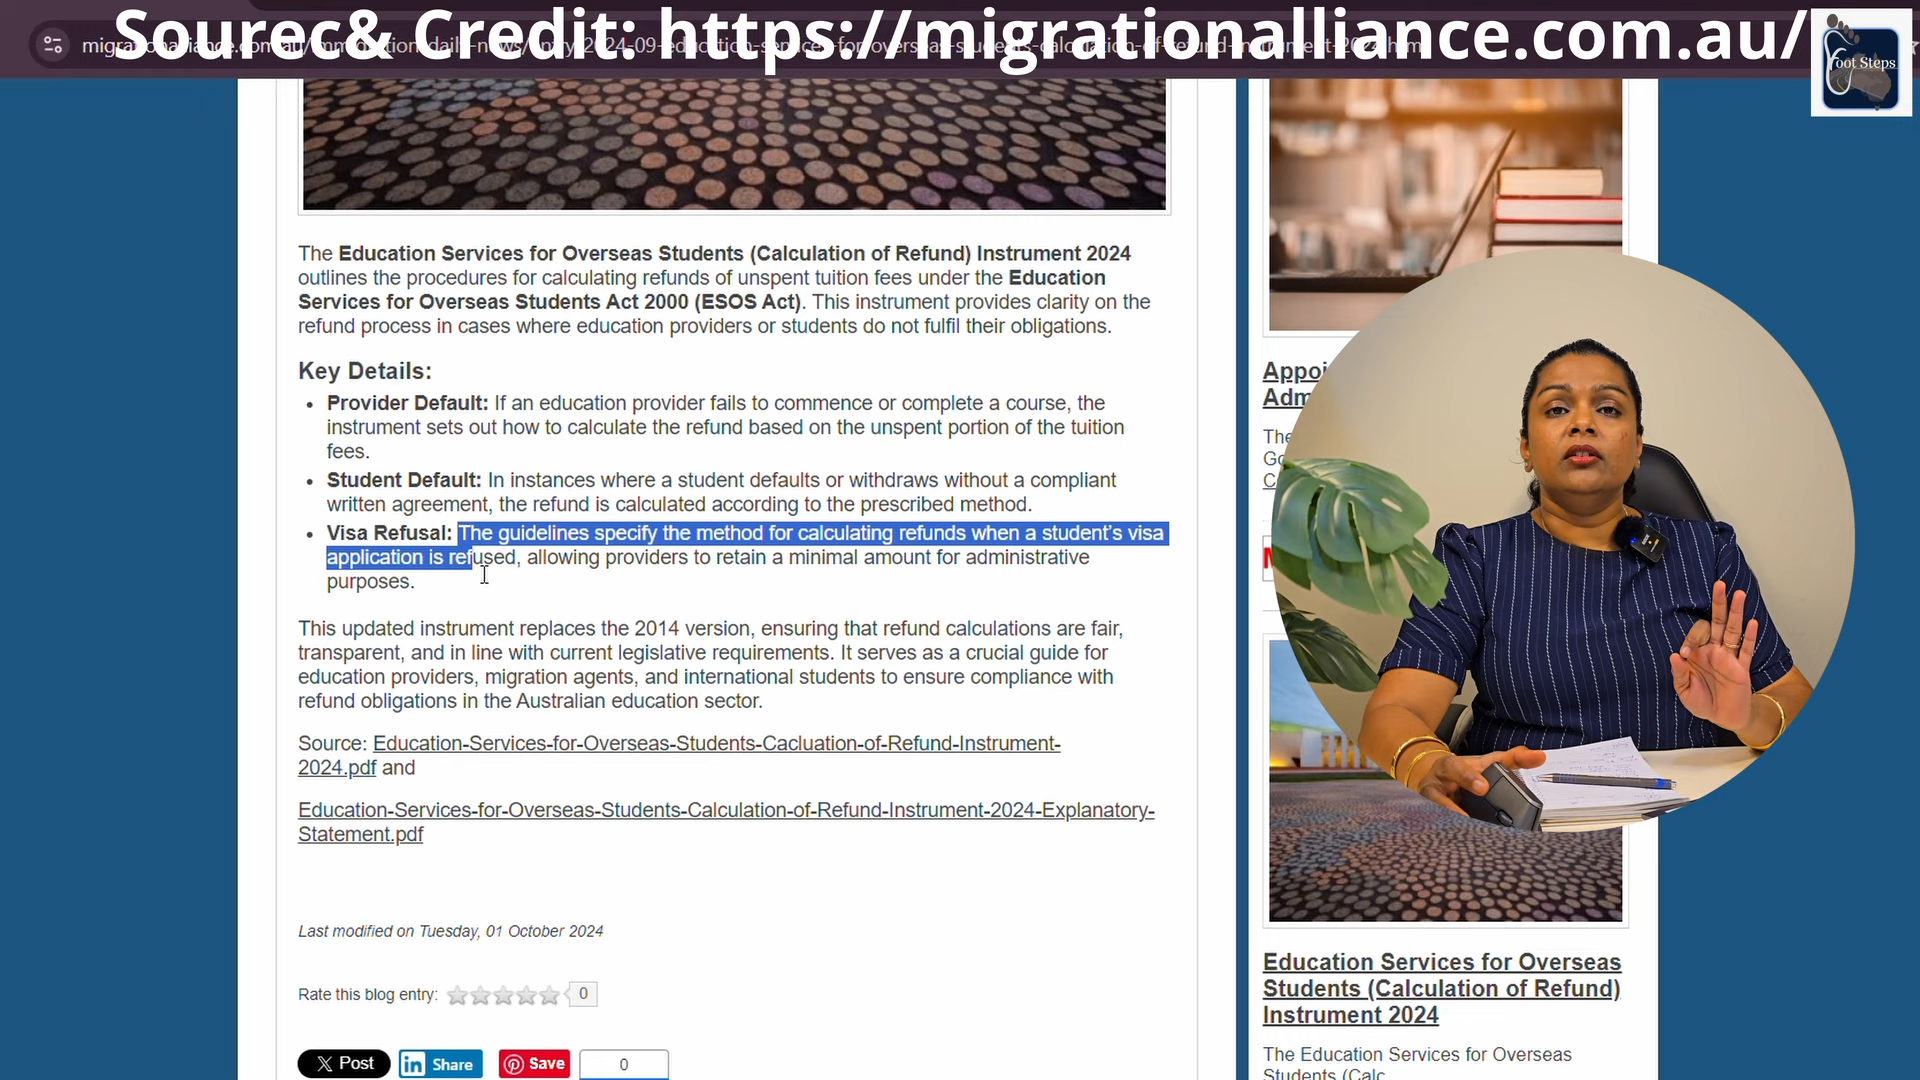 Sourec& Credit: https://migrationalliance.com.au/
Foot Steps
The Education Services for Overseas Students (Calculation of Refund) Instrument 2024
outlines the procedures for calculating refunds of unspent tuition fees under the Education
Services for Overseas Students Act 2000 (ESOS Act). This instrument provides clarity on the
refund process in cases where education providers or students do not fulfil their obligations.
Key Details:
• Provider Default: If an education provider fails to commence or complete a course, the
instrument sets out how to calculate the refund based on the unspent portion of the tuition
fees.
• Student Default: In instances where a student defaults or withdraws without a compliant
written agreement, the refund is calculated according to the prescribed method.
• Visa Refusal: The guidelines specify the method for calculating refunds when a student's visa
application is refused, allowing providers to retain a minimal amount for administrative
purposes.
This updated instrument replaces the 2014 version, ensuring that refund calculations are fair,
transparent, and in line with current legislative requirements. It serves as a crucial guide for
education providers, migration agents, and international students to ensure compliance with
refund obligations in the Australian education sector.
Source: Education-Services-for-Overseas-Students-Cacluation-of-Refund-Instrument-
2024.pdf and
Education-Services-for-Overseas-Students-Calculation-of-Refund-Instrument-2024-Explanatory-
Statement.pdf
Last modified on Tuesday, 01 October 2024
Rate this blog entry: 0
X Post
in Share
Save
0
Education Services for Overseas
Students (Calculation of Refund)
Instrument 2024
The Education Services for Overseas
Students (Calc